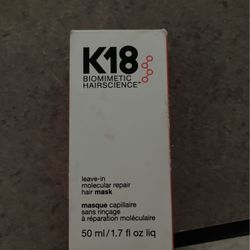 K18
BIOMIMETIC
HAIRSCIENCE
leave-in
molecular repair
hair mask
masque capillaire
sans rinçage
à réparation moléculaire
50 ml/1.7 fl oz liq